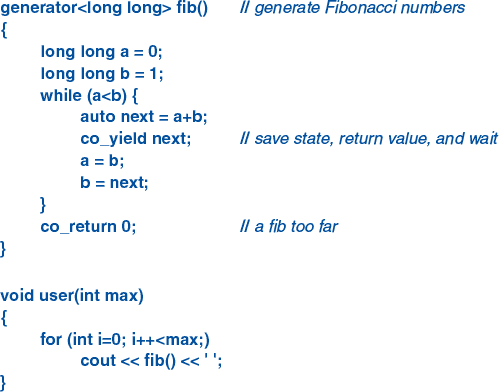 generator<long long> fib() // generate Fibonacci numbers
{
long long a = 0;
long long b = 1;
while (a<b) {
auto next = a+b;
co_yield next; // save state, return value, and wait
a = b;
b = next;
}
co_return 0; // a fib too far
}
void user(int max)
{
for (int i=0; i++<max;)
cout << fib() << ' ';
}